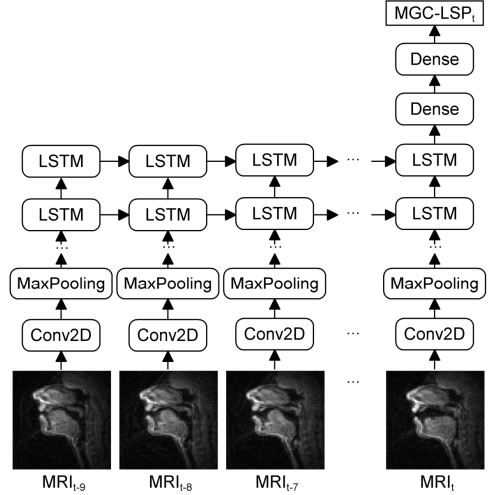 MGC-LSPt
Dense
Dense
LSTM LSTM LSTM ... LSTM
LSTM LSTM LSTM ... LSTM
... ... ... ...
MaxPooling MaxPooling MaxPooling MaxPooling
Conv2D Conv2D Conv2D ... Conv2D
...
MRIt-9 MRIt-8 MRIt-7 MRIt